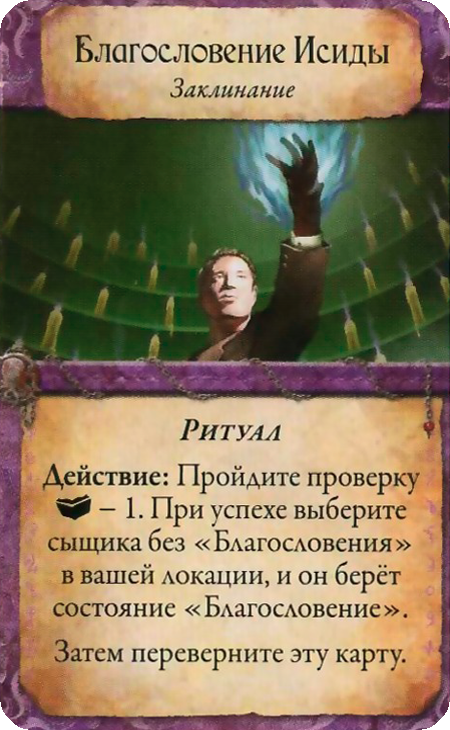 Благословение Исиды
Заклинание
Ритуал
Действие: Пройдите проверку
– 1. При успехе выберите
сыщика без «Благословения»
в вашей локации, и он берёт
состояние «Благословение».
Затем переверните эту карту.